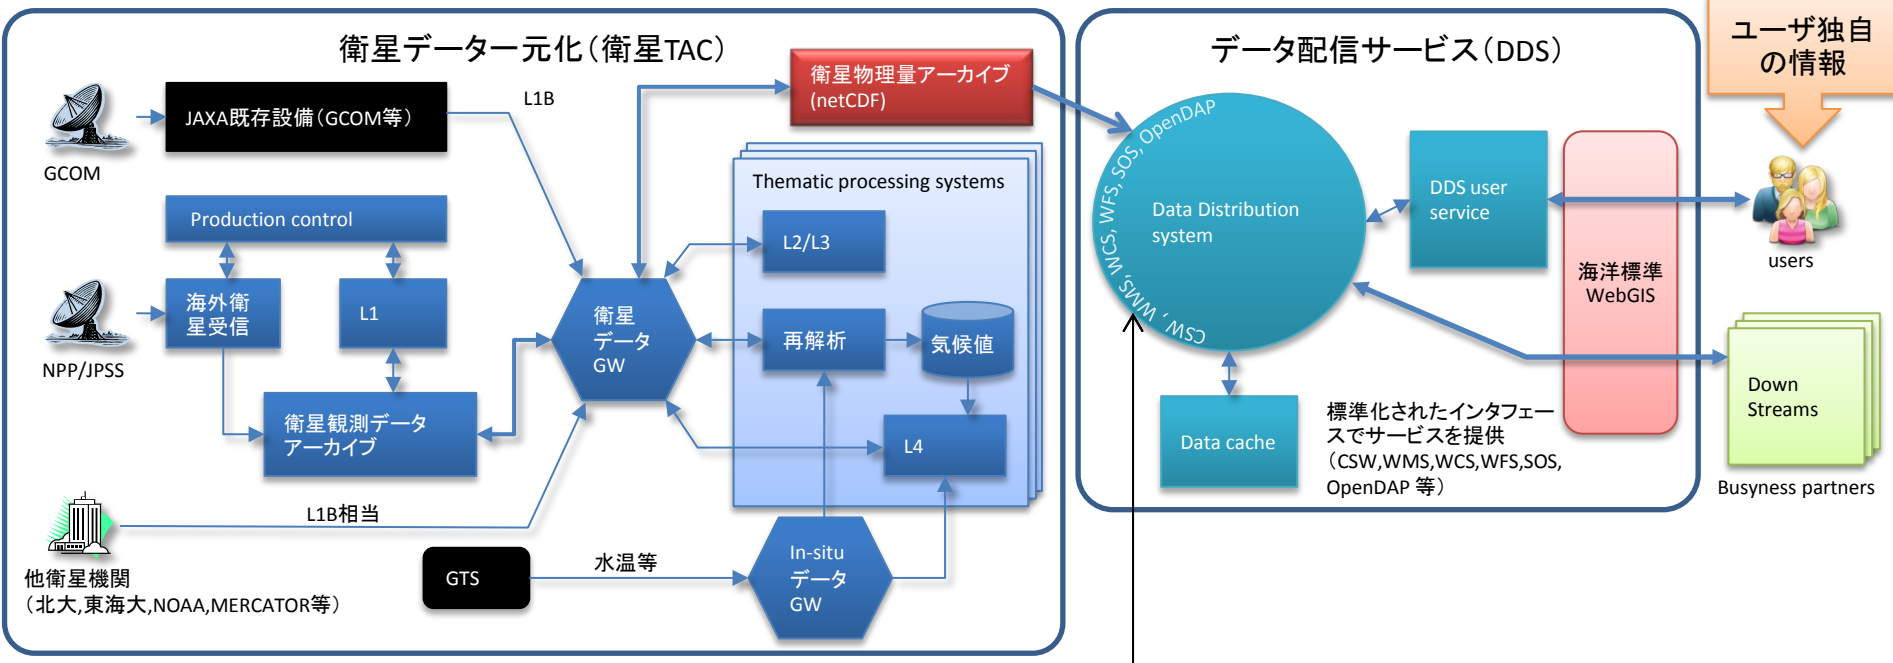 衛星データ一元化（衛星TAC）
GCOM
JAXA既存設備（GCOM等）
L1B
衛星物理量アーカイブ
(netCDF)
Production control
海外衛
星受信
L1
NPP/JPSS
衛星観測データ
アーカイブ
衛星
データ
GW
Thematic processing systems
L2/L3
再解析
気候値
L4
L1B相当
他衛星機関
（北大,東海大,NOAA,MERCATOR等）
GTS
水温等
In-situ
データ
GW
データ配信サービス（DDS）
CSW, WMS, WCS, WFS, SOS, OpenDAP
Data Distribution
system
DDS user
service
Data cache
標準化されたインタフェー
スでサービスを提供
（CSW,WMS,WCS,WFS,SOS,
OpenDAP 等）
海洋標準
WebGIS
ユーザ独自
の情報
users
Down
Streams
Busyness partners